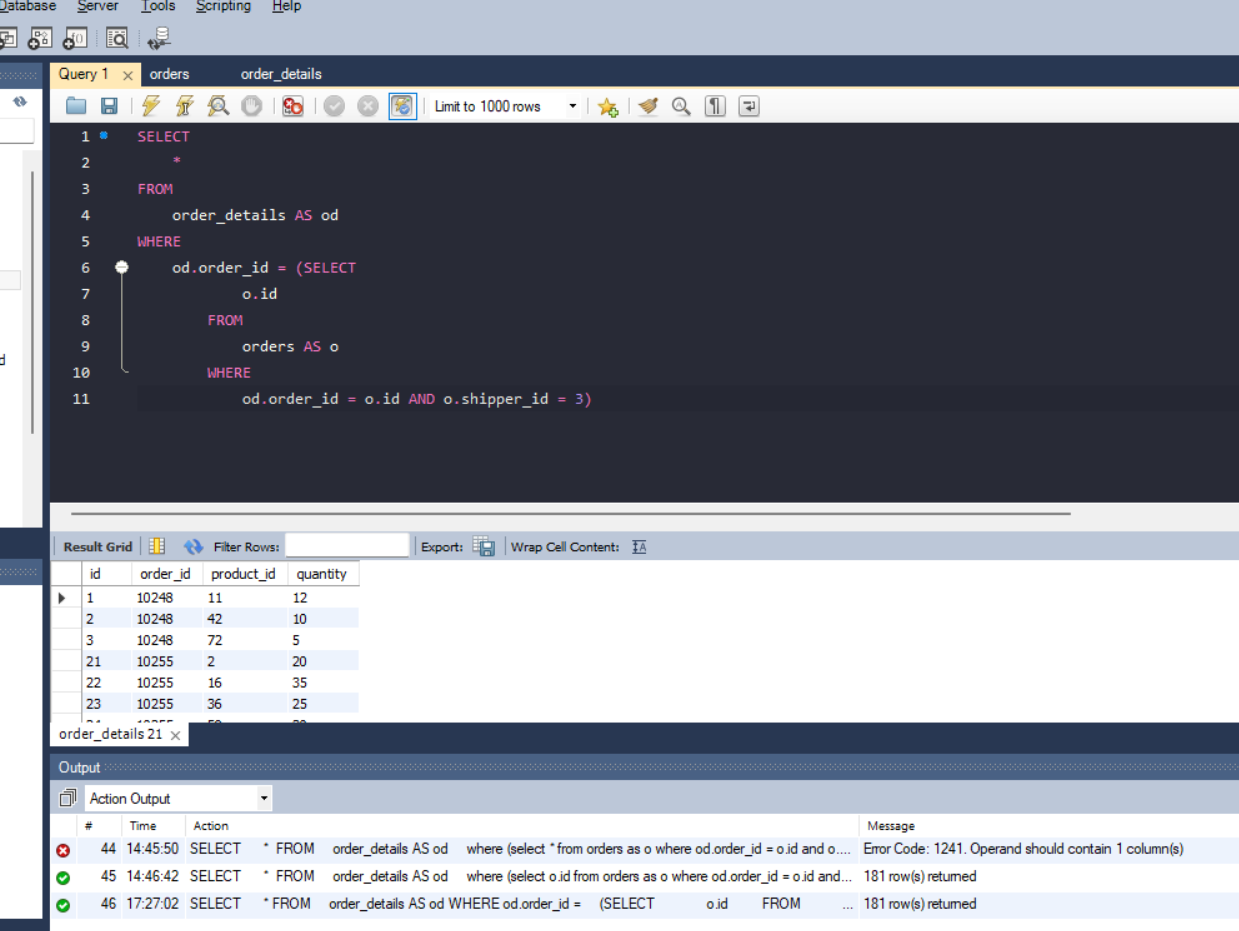 Database Server Tools Scripting Help
Query 1 orders order_details
Limit to 1000 rows
1 SELECT
2 *
3 FROM
4 order_details AS od
5 WHERE
6 od.order_id = (SELECT
7 o.id
8 FROM
9 orders AS o
10 WHERE
11 od.order_id = o.id AND o.shipper_id = 3)
Result Grid Filter Rows: Export: Wrap Cell Content:
id order_id product_id quantity
1 10248 11 12
2 10248 42 10
3 10248 72 5
21 10255 2 20
22 10255 16 35
23 10255 36 25
order_details 21
Output
Action Output
# Time Action Message
44 14:45:50 SELECT * FROM order_details AS od where (select * from orders as o where od.order_id = o.id and o.... Error Code: 1241. Operand should contain 1 column(s)
45 14:46:42 SELECT * FROM order_details AS od where (select o.id from orders as o where od.order_id = o.id and... 181 row(s) returned
46 17:27:02 SELECT * FROM order_details AS od WHERE od.order_id = (SELECT o.id FROM ... 181 row(s) returned